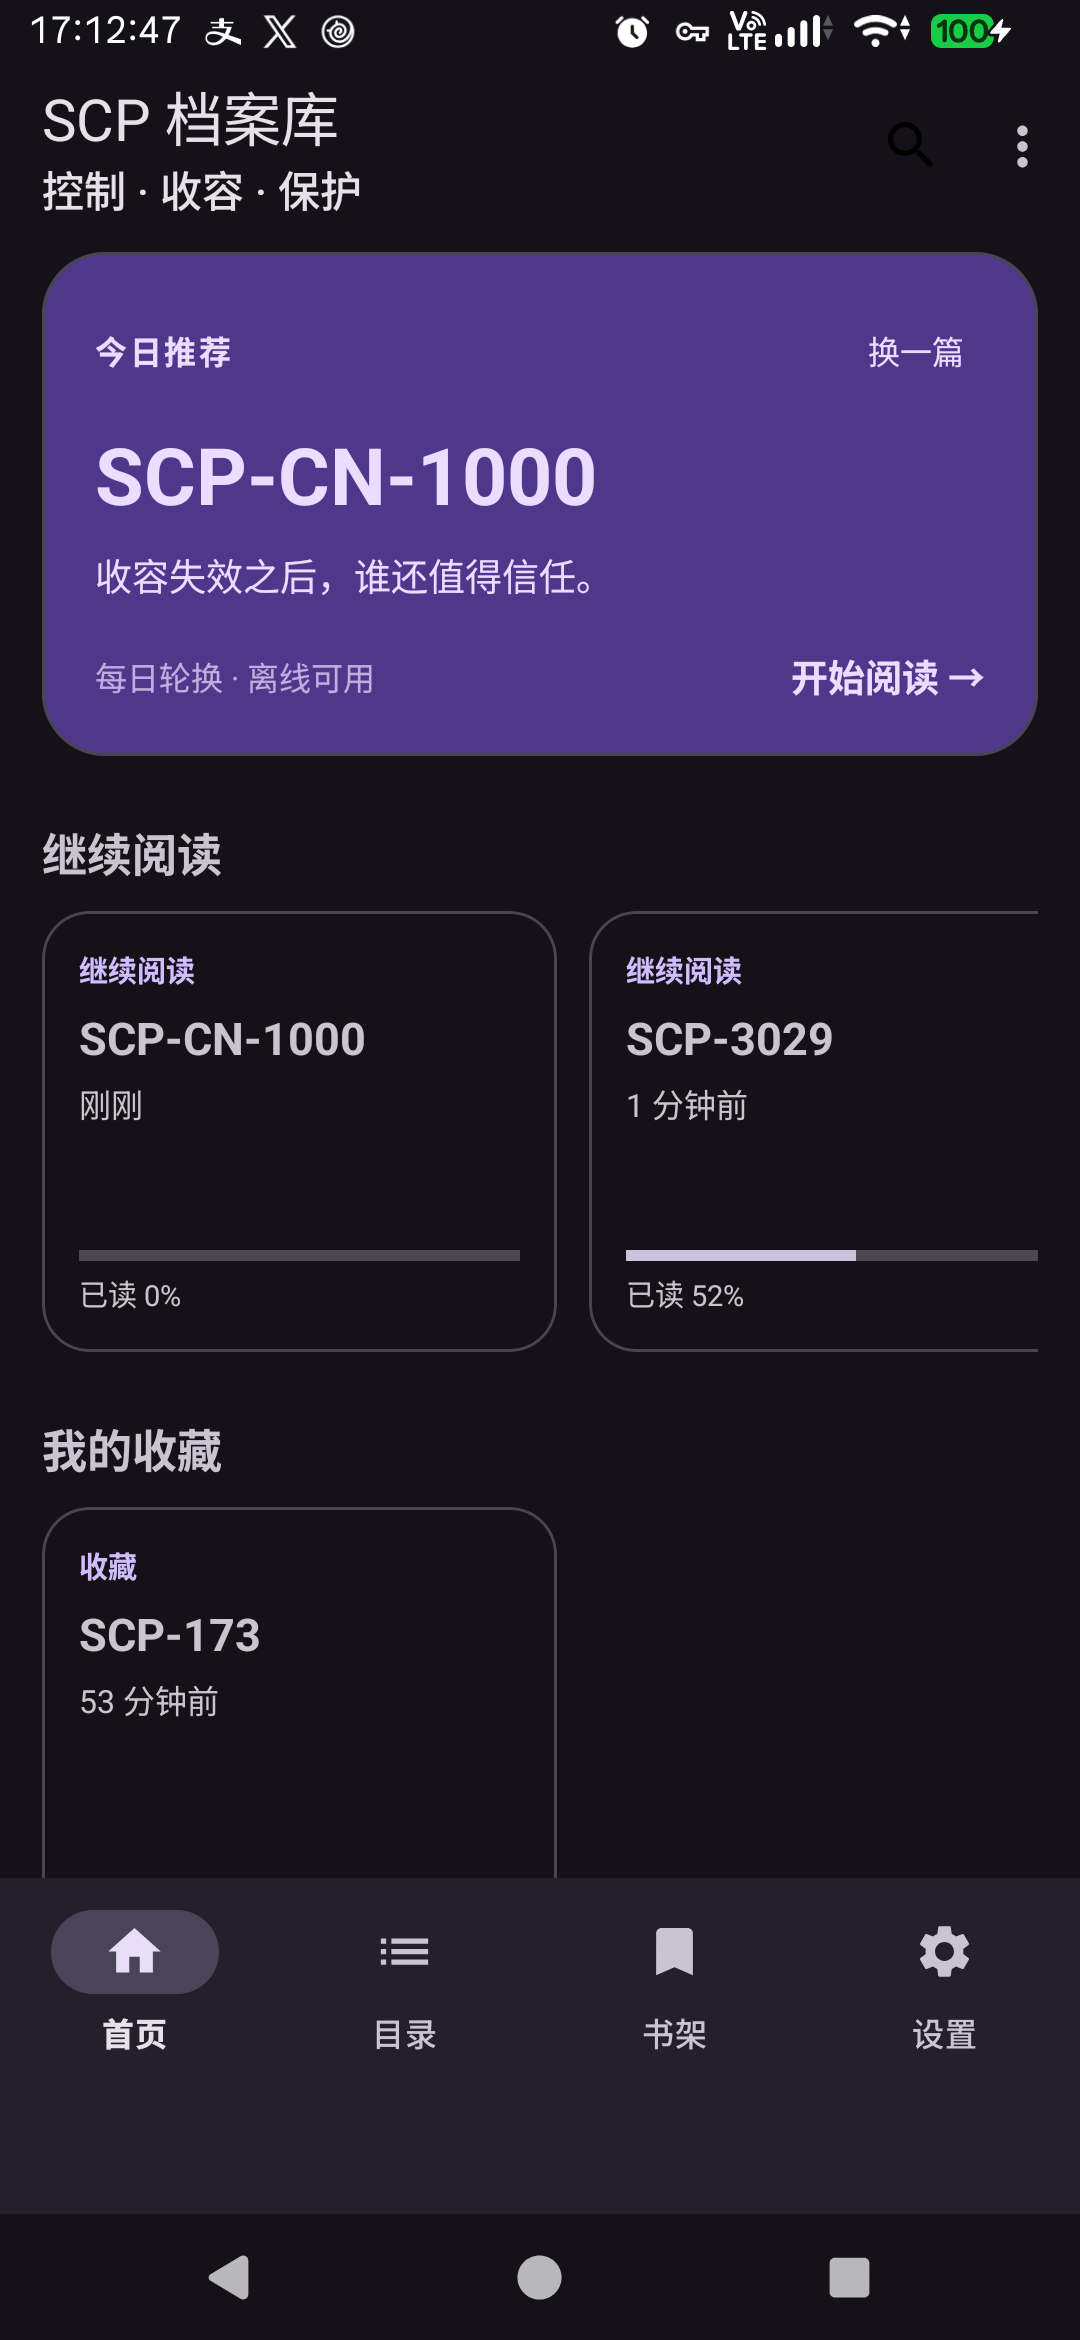 17:12:47
VoLTE
100
SCP 档案库
控制 · 收容 · 保护
今日推荐
换一篇
SCP-CN-1000
收容失效之后，谁还值得信任。
每日轮换 · 离线可用
开始阅读 →
继续阅读
继续阅读
SCP-CN-1000
刚刚
已读 0%
继续阅读
SCP-3029
1 分钟前
已读 52%
我的收藏
收藏
SCP-173
53 分钟前
首页
目录
书架
设置